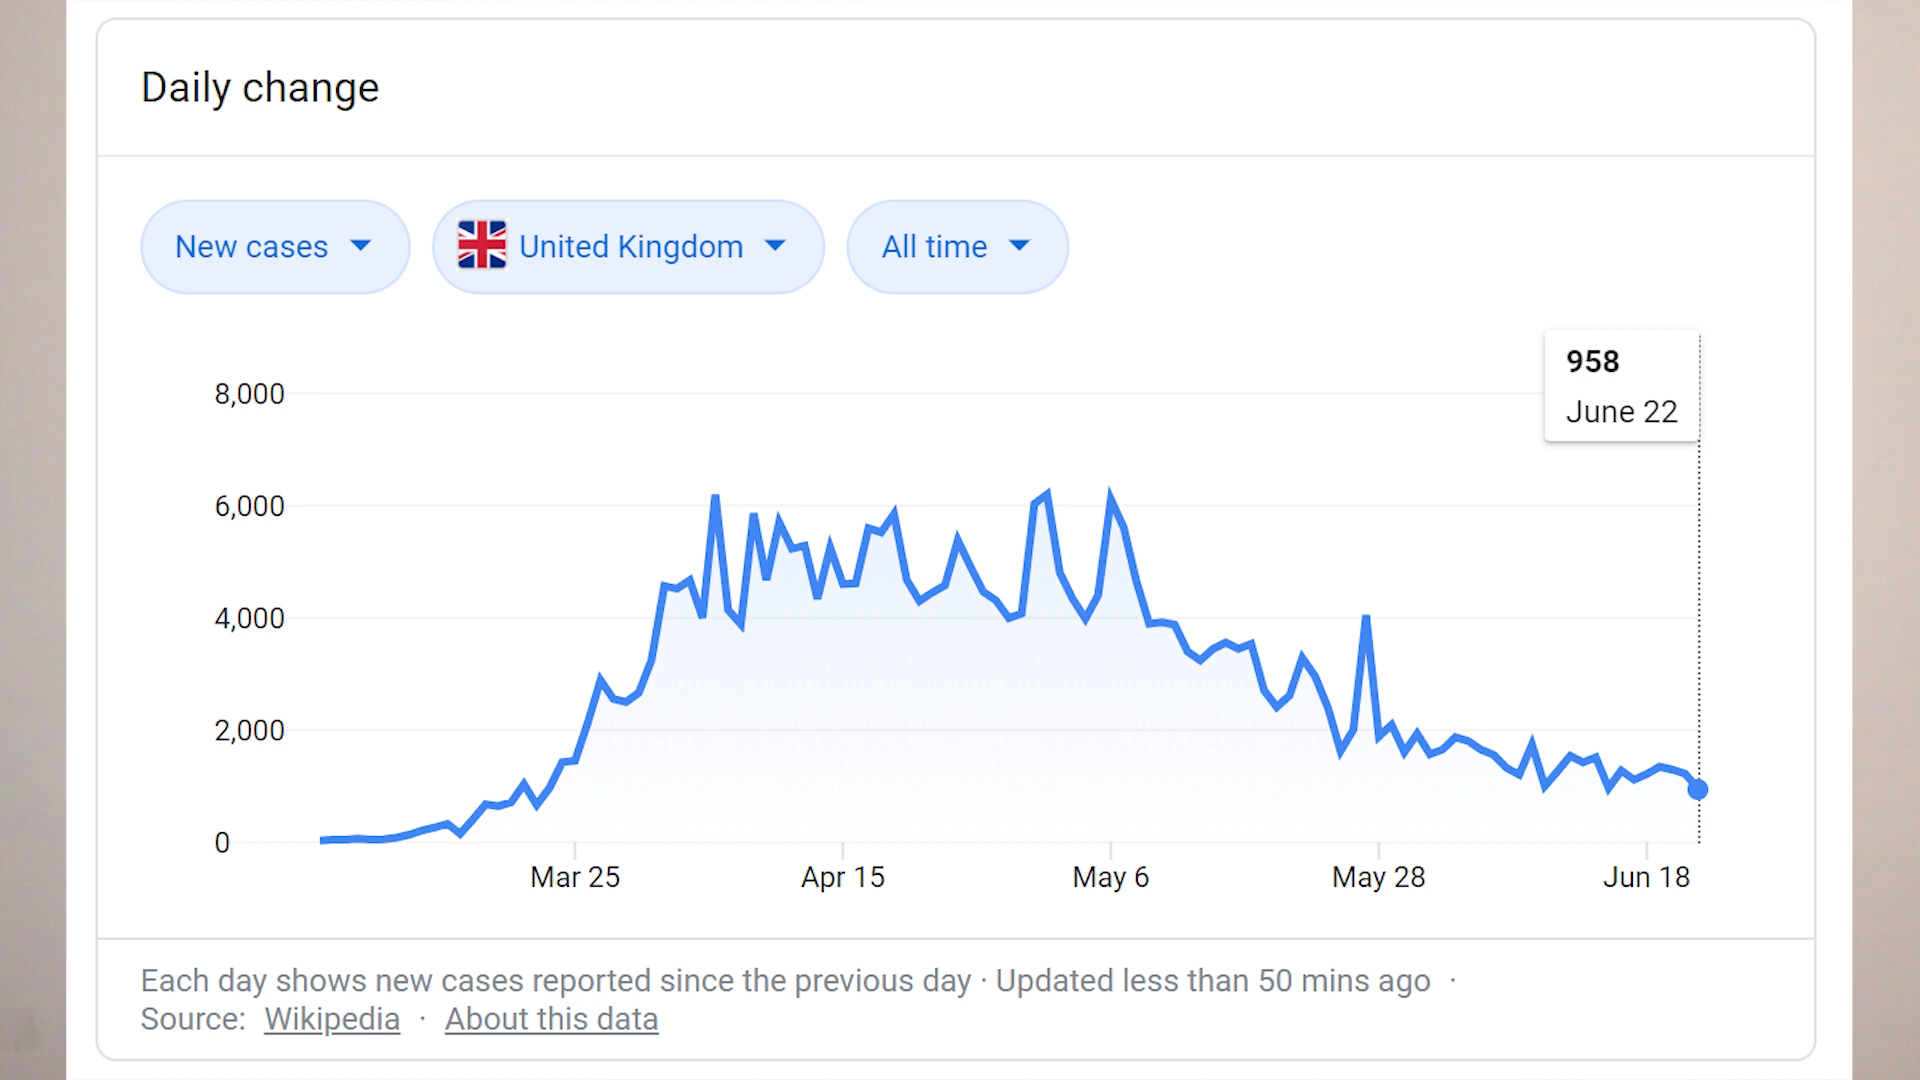 Daily change
New cases
United Kingdom
All time
958
June 22
8,000
6,000
4,000
2,000
0
Mar 25
Apr 15
May 6
May 28
Jun 18
Each day shows new cases reported since the previous day · Updated less than 50 mins ago ·
Source: Wikipedia · About this data